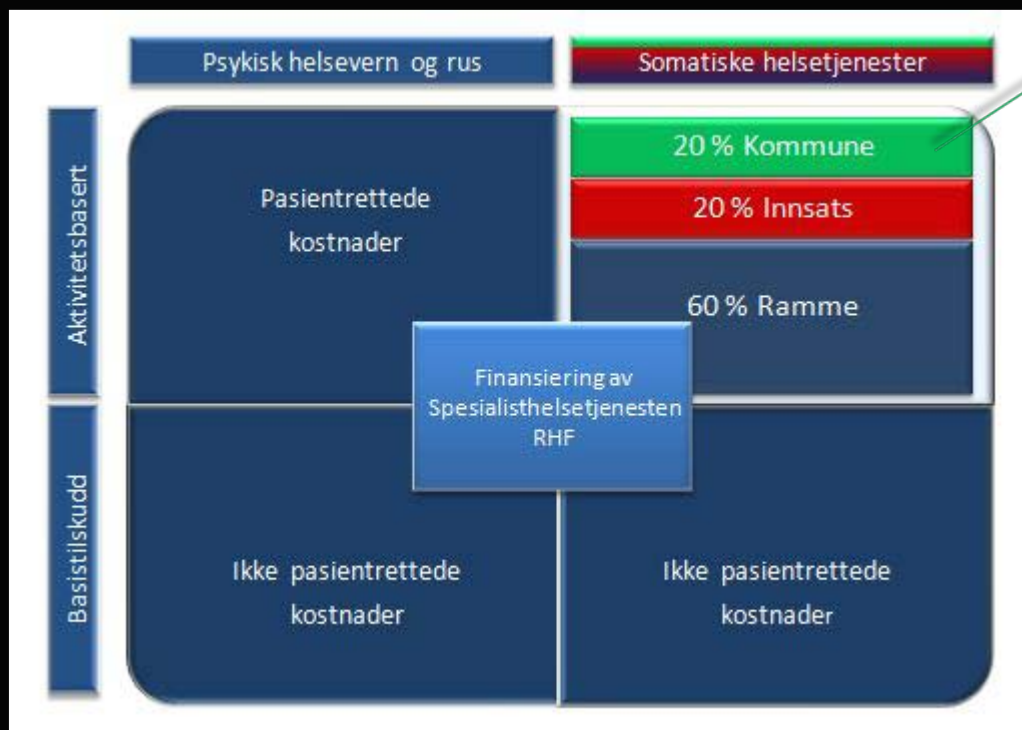 Psykisk helsevern og rus
Somatiske helsetjenester
Aktivitetsbasert
Pasientrettede
kostnader
20 % Kommune
20 % Innsats
60 % Ramme
Finansiering av
Spesialisthelsetjenesten
RHF
Basistilskudd
Ikke pasientrettede
kostnader
Ikke pasientrettede
kostnader